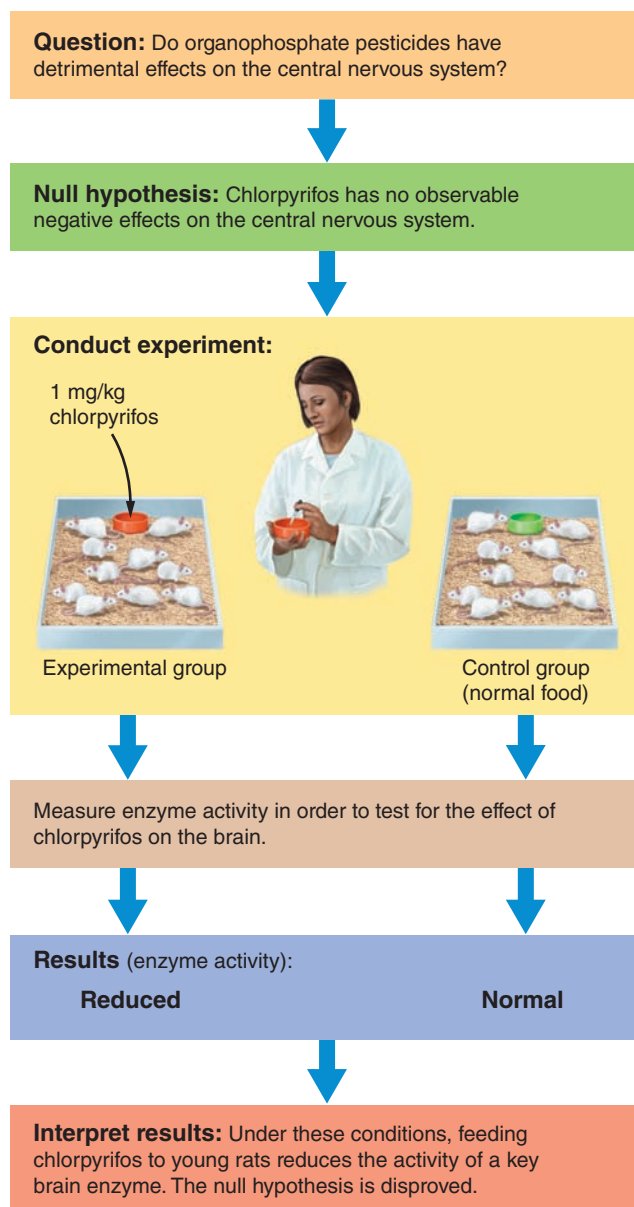 Question: Do organophosphate pesticides have
detrimental effects on the central nervous system?
Null hypothesis: Chlorpyrifos has no observable
negative effects on the central nervous system.
Conduct experiment:
1 mg/kg
chlorpyrifos
Experimental group
Control group
(normal food)
Measure enzyme activity in order to test for the effect of
chlorpyrifos on the brain.
Results (enzyme activity):
Reduced
Normal
Interpret results: Under these conditions, feeding
chlorpyrifos to young rats reduces the activity of a key
brain enzyme. The null hypothesis is disproved.